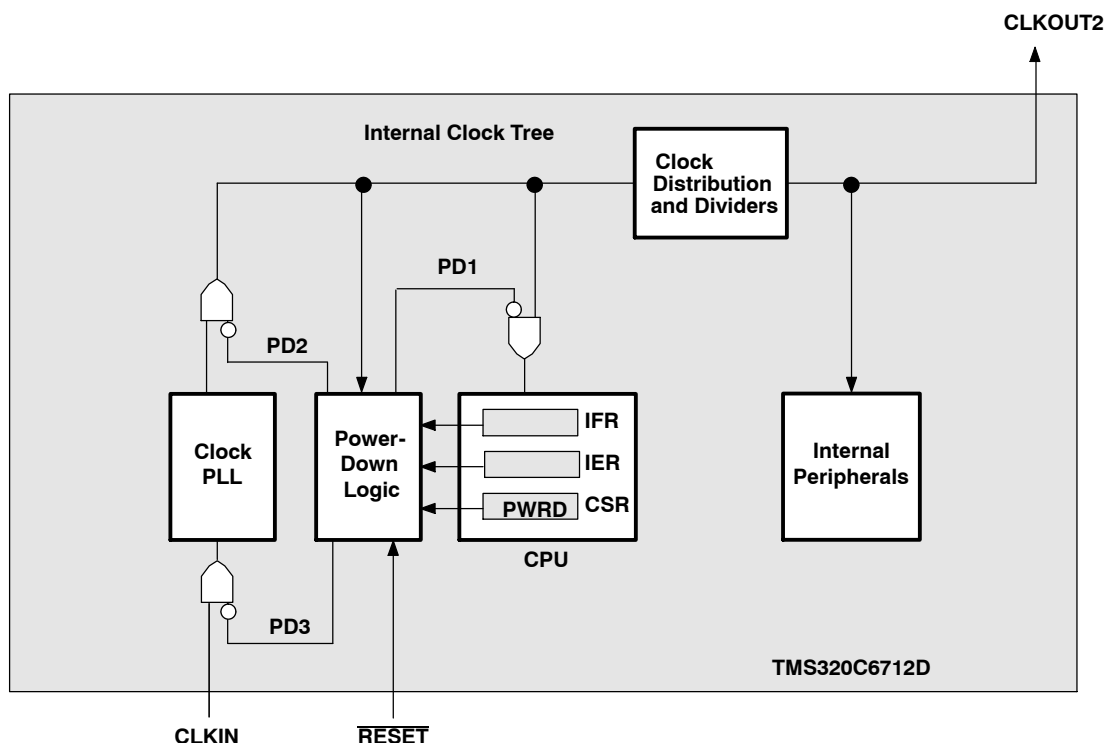 CLKOUT2
Internal Clock Tree
Clock
Distribution
and Dividers
PD1
PD2
Clock
PLL
Power-
Down
Logic
IFR
IER
PWRD
CSR
CPU
Internal
Peripherals
PD3
TMS320C6712D
CLKIN
RESET